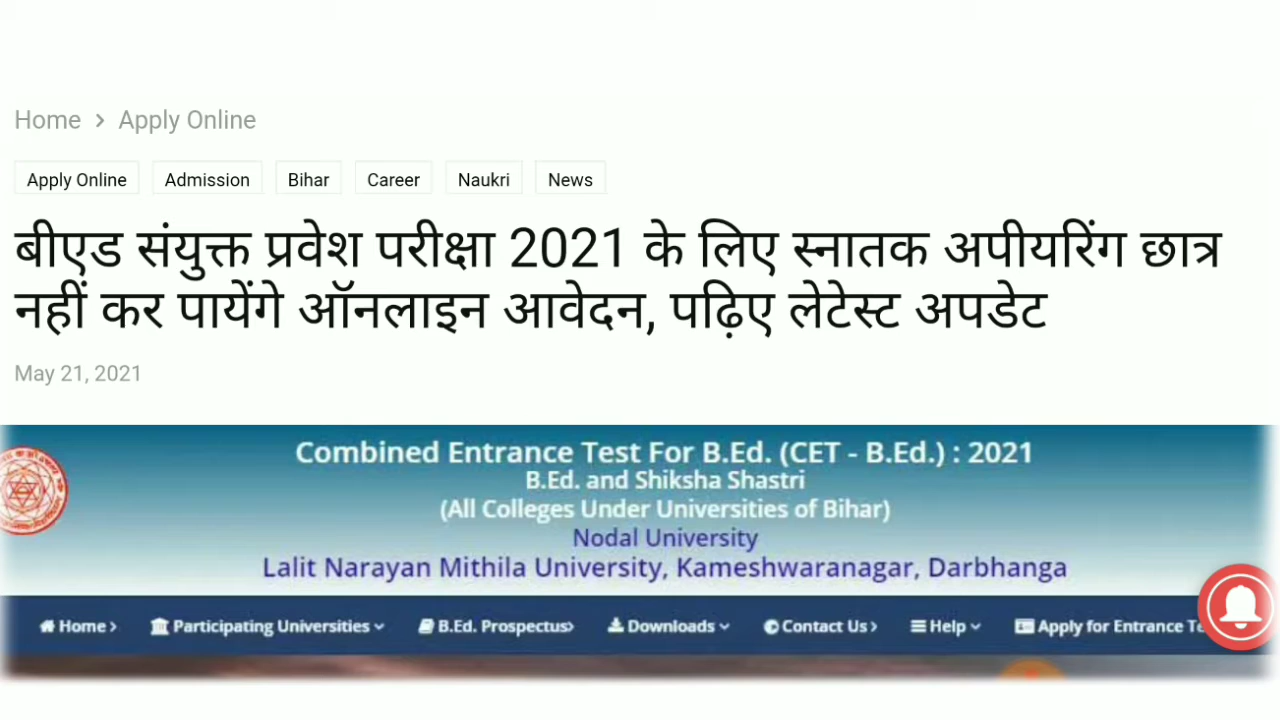 Home > Apply Online
Apply Online Admission Bihar Career Naukri News
बीएड संयुक्त प्रवेश परीक्षा 2021 के लिए स्नातक अपीयरिंग छात्र
नहीं कर पायेंगे ऑनलाइन आवेदन, पढ़िए लेटेस्ट अपडेट
May 21, 2021
Combined Entrance Test For B.Ed. (CET - B.Ed.) : 2021
B.Ed. and Shiksha Shastri
(All Colleges Under Universities of Bihar)
Nodal University
Lalit Narayan Mithila University, Kameshwaranagar, Darbhanga
Home > Participating Universities B.Ed. Prospectus> Downloads Contact Us > Help Apply for Entrance